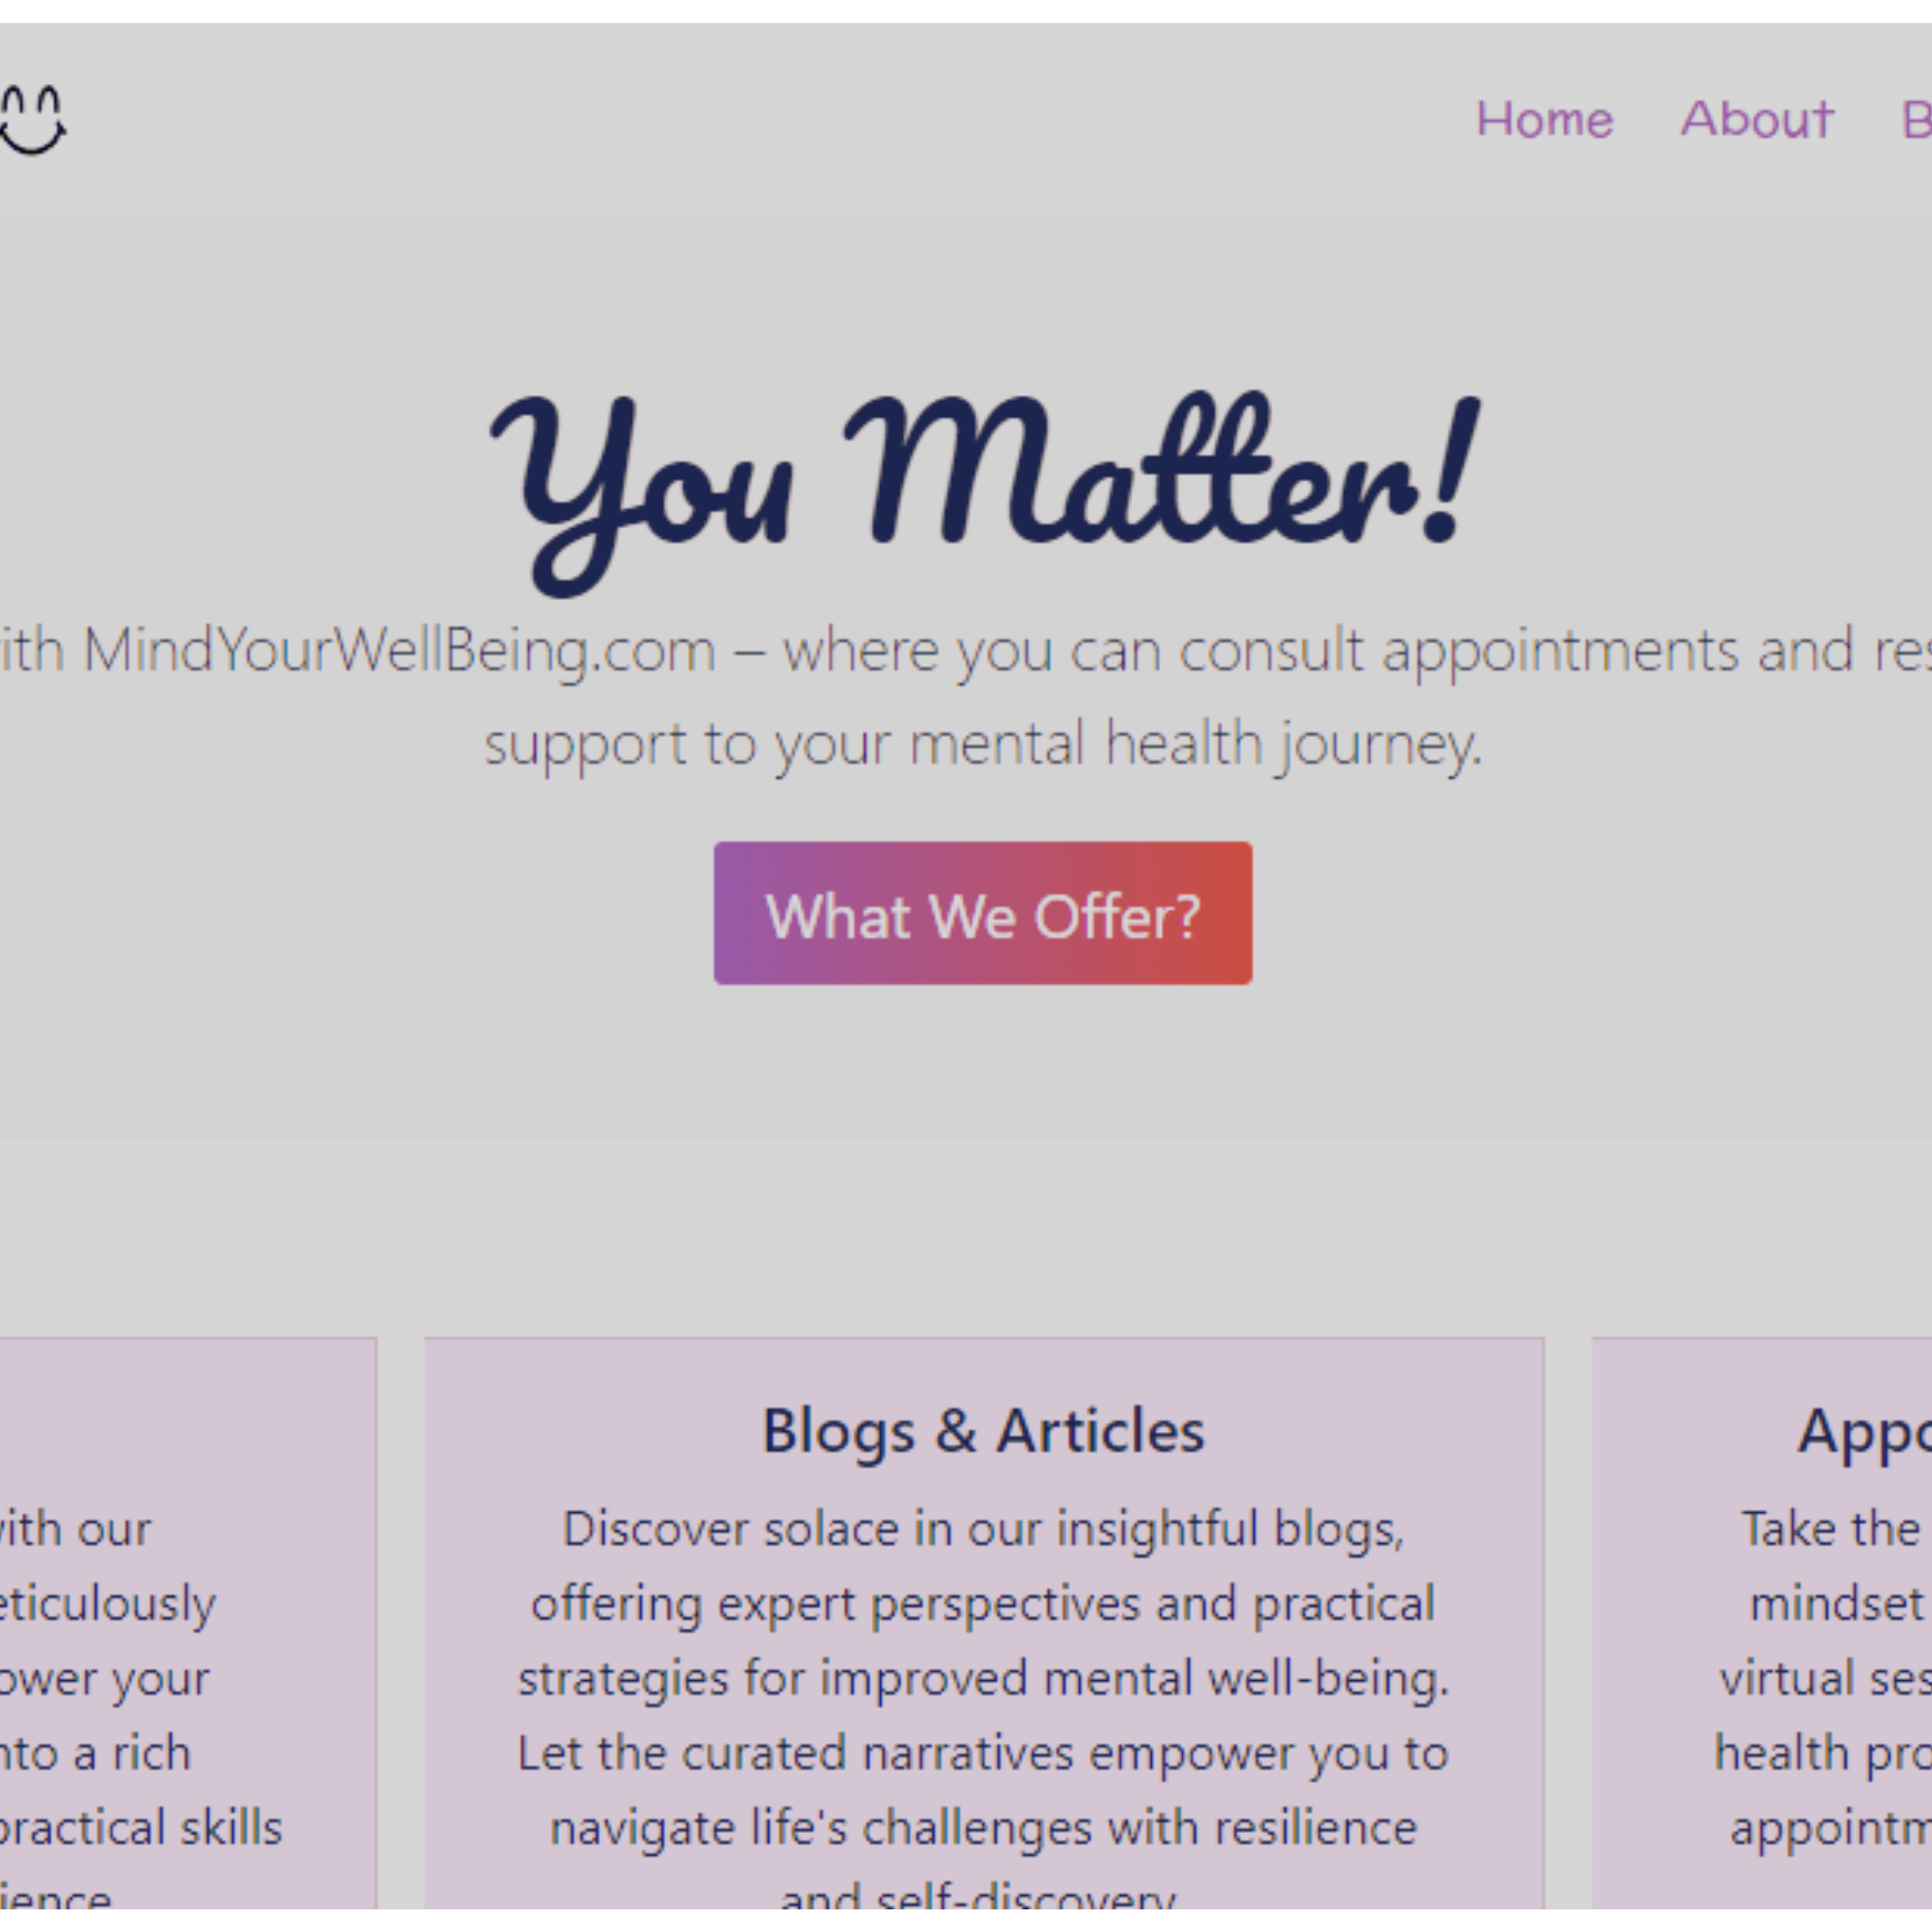 Home About B
You Matter!
ith MindYourWellBeing.com – where you can consult appointments and res
support to your mental health journey.
What We Offer?
with our
eticulously
ower your
nto a rich
practical skills
ience
Blogs & Articles
Discover solace in our insightful blogs,
offering expert perspectives and practical
strategies for improved mental well-being.
Let the curated narratives empower you to
navigate life's challenges with resilience
and self-discovery
Appo
Take the
mindset
virtual ses
health pro
appointm